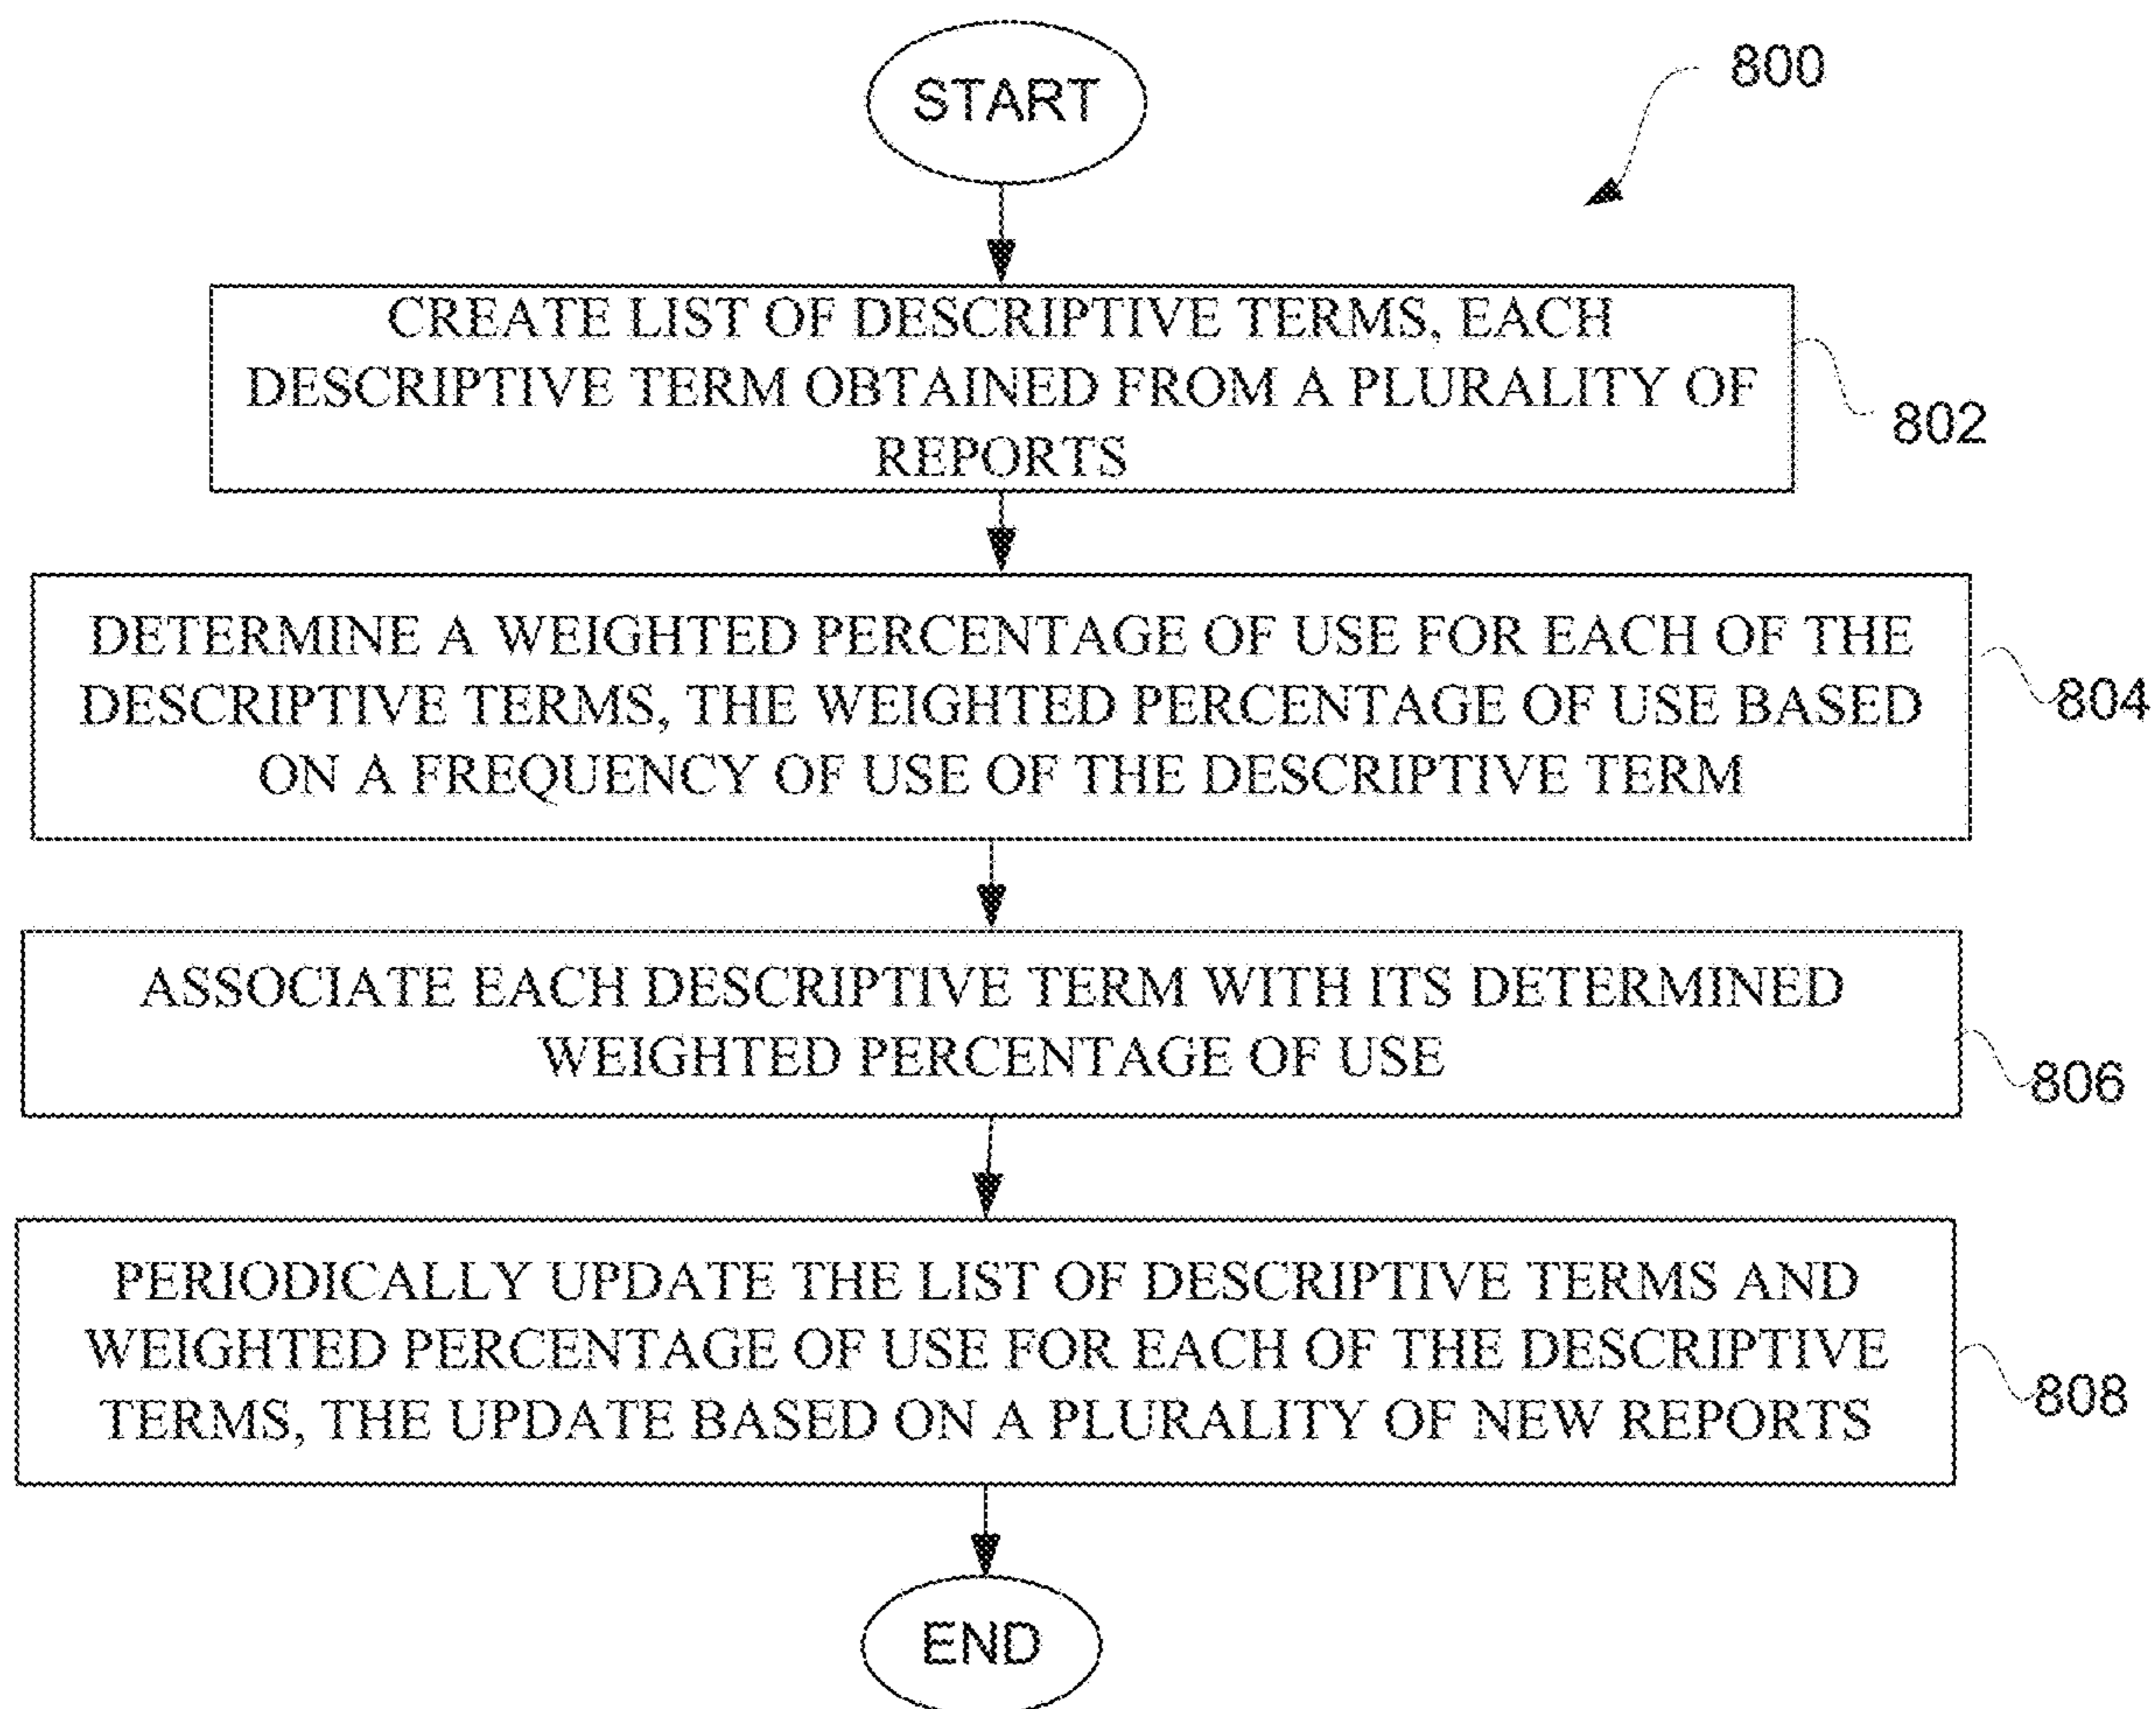 START
800
CREATE LIST OF DESCRIPTIVE TERMS, EACH
DESCRIPTIVE TERM OBTAINED FROM A PLURALITY OF
REPORTS
802
DETERMINE A WEIGHTED PERCENTAGE OF USE FOR EACH OF THE
DESCRIPTIVE TERMS, THE WEIGHTED PERCENTAGE OF USE BASED
ON A FREQUENCY OF USE OF THE DESCRIPTIVE TERM
804
ASSOCIATE EACH DESCRIPTIVE TERM WITH ITS DETERMINED
WEIGHTED PERCENTAGE OF USE
806
PERIODICALLY UPDATE THE LIST OF DESCRIPTIVE TERMS AND
WEIGHTED PERCENTAGE OF USE FOR EACH OF THE DESCRIPTIVE
TERMS, THE UPDATE BASED ON A PLURALITY OF NEW REPORTS
808
END